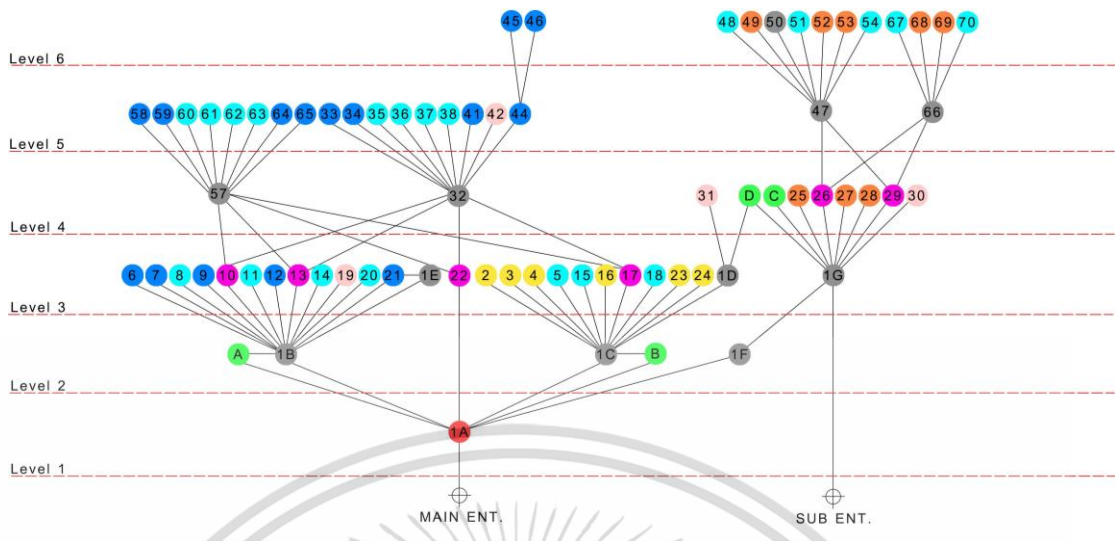 45 46 48 49 50 51 52 53 54 67 68 69 70
Level 6
58 59 60 61 62 63 64 65 33 34 35 36 37 38 41 42 44 47 66
Level 5
57 32 31 D C 25 26 27 28 29 30
Level 4
6 7 8 9 10 11 12 13 14 19 20 21 1E 22 2 3 4 5 15 16 17 18 23 24 1D 1G
Level 3
A 1B 1C B 1F
Level 2
1A
Level 1
MAIN ENT. SUB ENT.